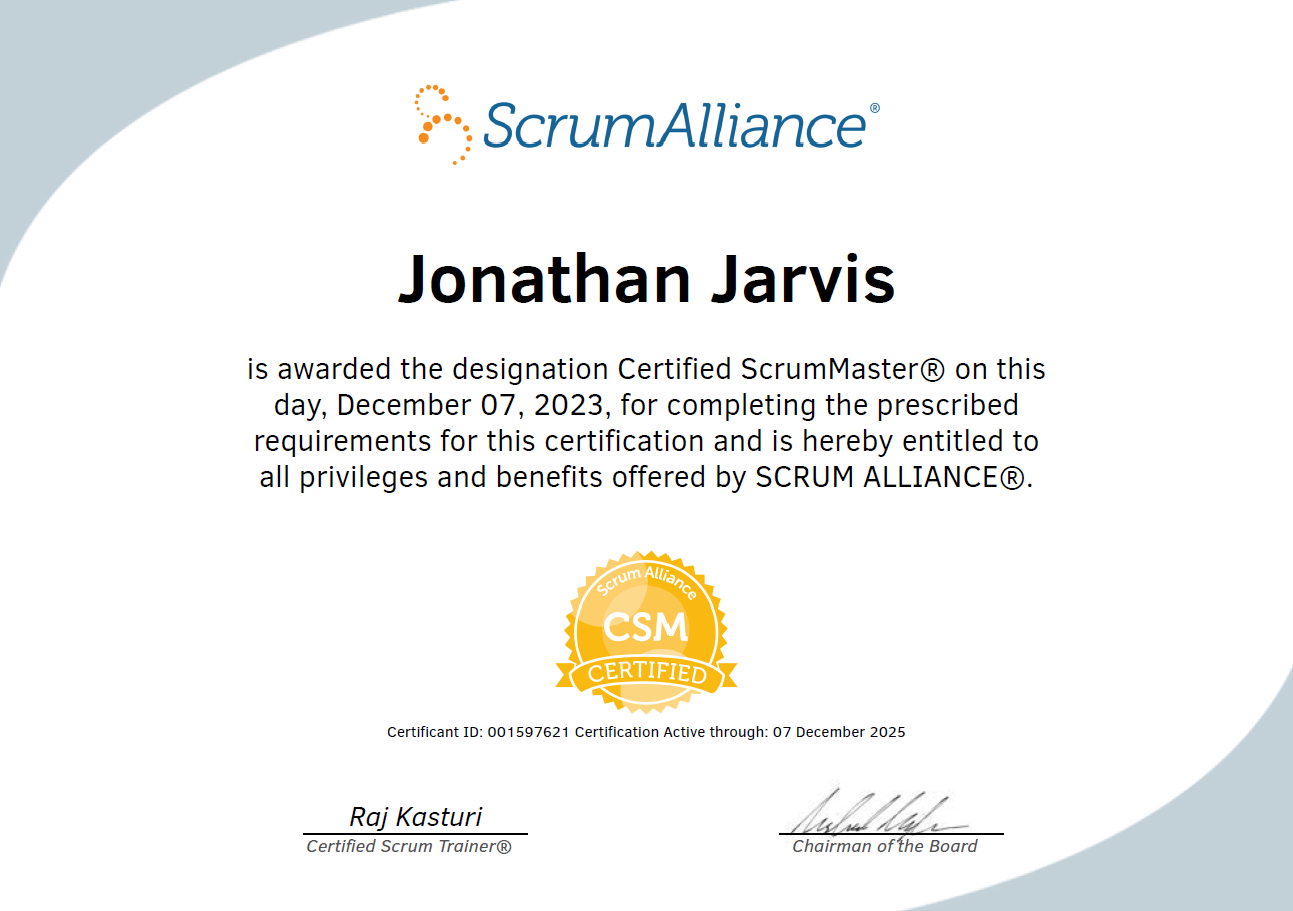 ScrumAlliance®
Jonathan Jarvis
is awarded the designation Certified ScrumMaster® on this
day, December 07, 2023, for completing the prescribed
requirements for this certification and is hereby entitled to
all privileges and benefits offered by SCRUM ALLIANCE®.
Scrum Alliance
CSM
CERTIFIED
Certificant ID: 001597621 Certification Active through: 07 December 2025
Raj Kasturi
Certified Scrum Trainer®
Chairman of the Board